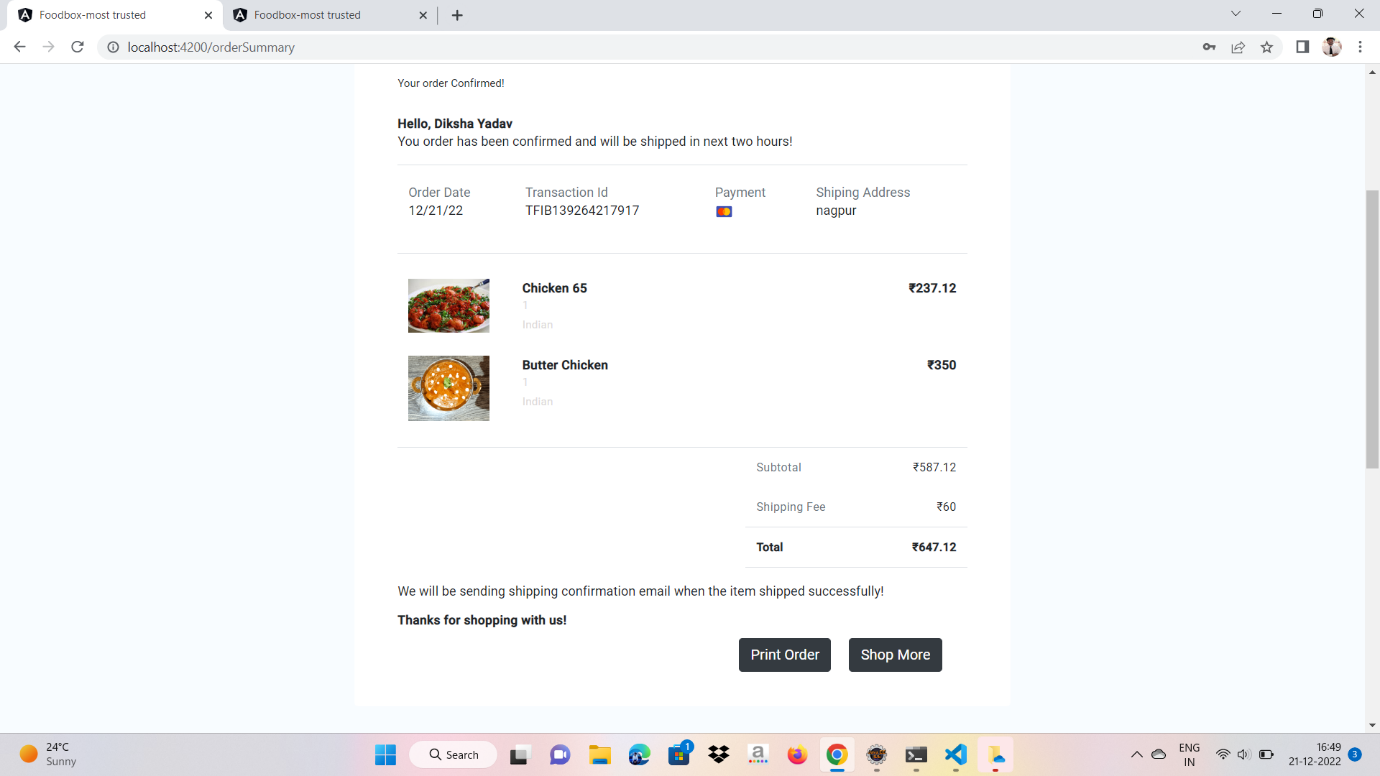 Foodbox-most trusted
Foodbox-most trusted
localhost:4200/orderSummary
Your order Confirmed!
Hello, Diksha Yadav
You order has been confirmed and will be shipped in next two hours!
Order Date Transaction Id Payment Shiping Address
12/21/22 TFIB139264217917 nagpur
Chicken 65 ₹237.12
1
Indian
Butter Chicken ₹350
1
Indian
Subtotal ₹587.12
Shipping Fee ₹60
Total ₹647.12
We will be sending shipping confirmation email when the item shipped successfully!
Thanks for shopping with us!
Print Order Shop More
24°C
Sunny
Search
1
a
ENG
IN
16:49
21-12-2022
3